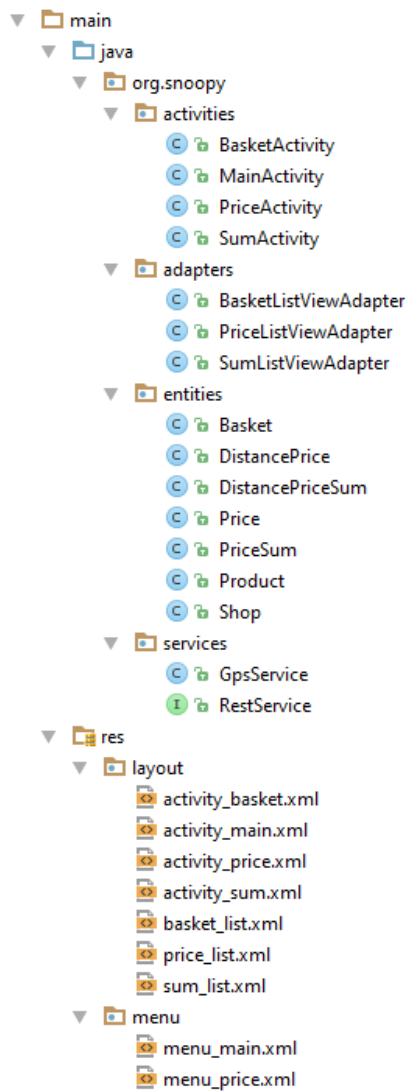 main
java
org.snoopy
activities
BasketActivity
MainActivity
PriceActivity
SumActivity
adapters
BasketListViewAdapter
PriceListViewAdapter
SumListViewAdapter
entities
Basket
DistancePrice
DistancePriceSum
Price
PriceSum
Product
Shop
services
GpsService
RestService
res
layout
activity_basket.xml
activity_main.xml
activity_price.xml
activity_sum.xml
basket_list.xml
price_list.xml
sum_list.xml
menu
menu_main.xml
menu_price.xml